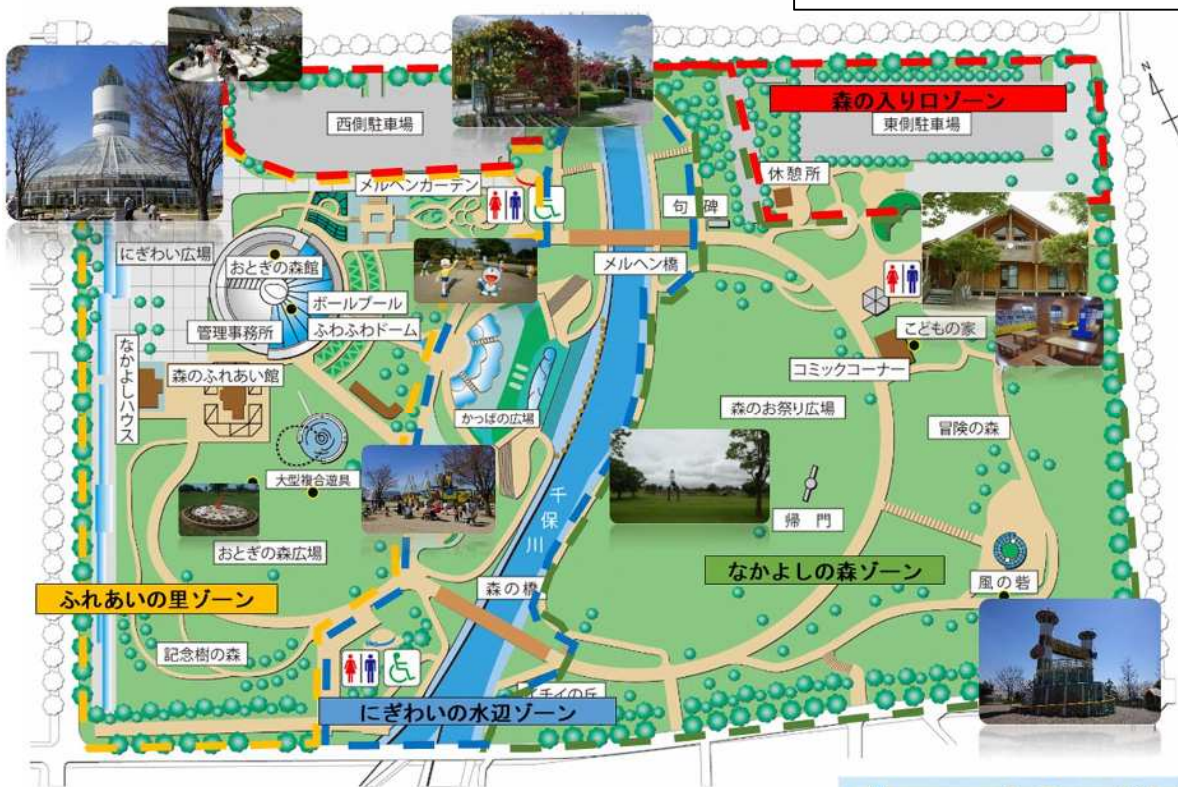 森の入り口ゾーン
西側駐車場
東側駐車場
休憩所
メルヘンガーデン
句碑
にぎわい広場
おとぎの森館
メルヘン橋
ボールプール
管理事務所
ふわふわドーム
こどもの家
なかよしハウス
森のふれあい館
コミックコーナー
かっぱの広場
森のお祭り広場
冒険の森
大型複合遊具
千保川
帰門
おとぎの森広場
なかよしの森ゾーン
風の砦
ふれあいの里ゾーン
森の橋
記念樹の森
イチイの丘
にぎわいの水辺ゾーン
N